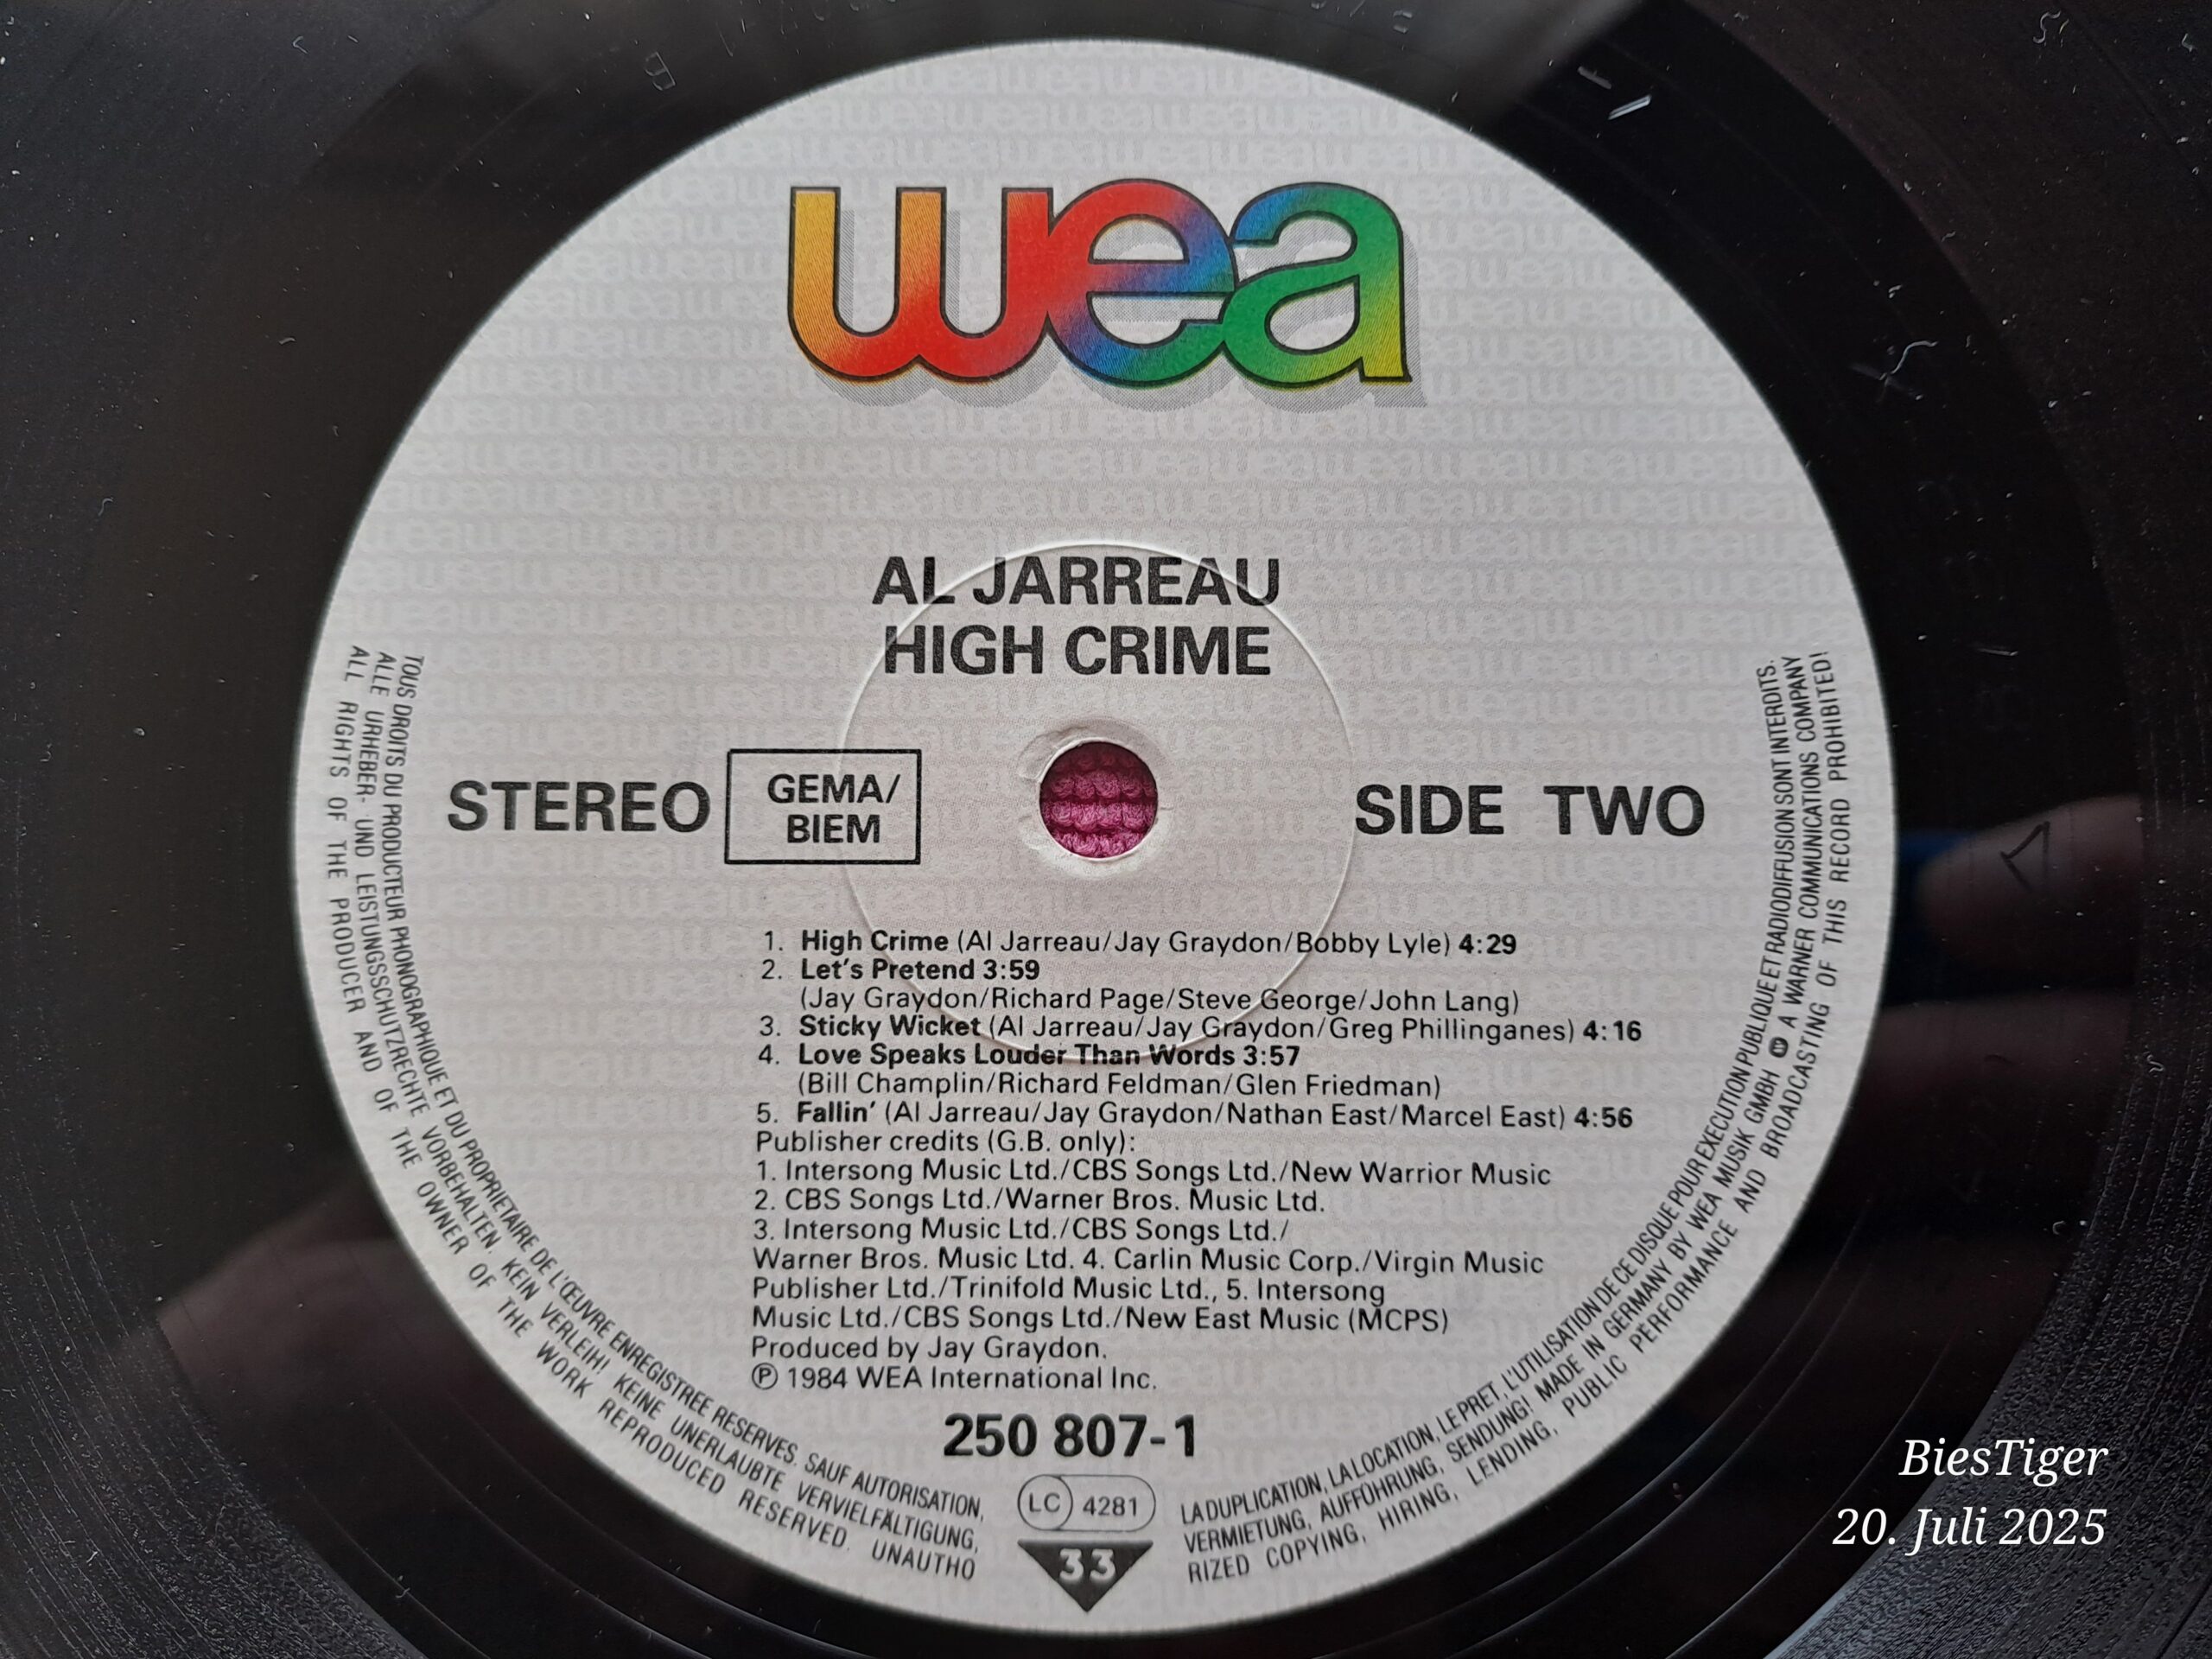 wea
AL JARREAU
HIGH CRIME
STEREO
GEMA/
BIEM
SIDE TWO
1. High Crime (Al Jarreau/Jay Graydon/Bobby Lyle) 4:29
2. Let's Pretend 3:59
(Jay Graydon/Richard Page/Steve George/John Lang)
3. Sticky Wicket (Al Jarreau/Jay Graydon/Greg Phillinganes) 4:16
4. Love Speaks Louder Than Words 3:57
(Bill Champlin/Richard Feldman/Glen Friedman)
5. Fallin' (Al Jarreau/Jay Graydon/Nathan East/Marcel East) 4:56
Publisher credits (G.B. only):
1. Intersong Music Ltd./CBS Songs Ltd./New Warrior Music
2. CBS Songs Ltd./Warner Bros. Music Ltd.
3. Intersong Music Ltd./CBS Songs Ltd./
Warner Bros. Music Ltd. 4. Carlin Music Corp./Virgin Music
Publisher Ltd./Trinifold Music Ltd., 5. Intersong
Music Ltd./CBS Songs Ltd./New East Music (MCPS)
Produced by Jay Graydon.
Ⓟ 1984 WEA International Inc.
250 807-1
LC 4281
33
TOUS DROITS DU PRODUCTEUR PHONOGRAPHIQUE ET DU PROPRIETAIRE DE L'ŒUVRE ENREGISTREE RESERVES. SAUF AUTORISATION, LA DUPLICATION, LA LOCATION, LE PRET, L'UTILISATION DE CE DISQUE POUR EXECUTION PUBLIQUE ET RADIODIFFUSION SONT INTERDITS.
ALLE URHEBER- UND LEISTUNGSSCHUTZRECHTE VORBEHALTEN. KEIN VERLEIH! KEINE UNERLAUBTE VERVIELFÄLTIGUNG, VERMIETUNG, AUFFÜHRUNG, SENDUNG! MADE IN GERMANY BY WEA MUSIK GMBH A WARNER COMMUNICATIONS COMPANY
ALL RIGHTS OF THE PRODUCER AND OF THE OWNER OF THE WORK REPRODUCED RESERVED. UNAUTHORIZED COPYING, HIRING, LENDING, PUBLIC PERFORMANCE AND BROADCASTING OF THIS RECORD PROHIBITED!
BiesTiger
20. Juli 2025